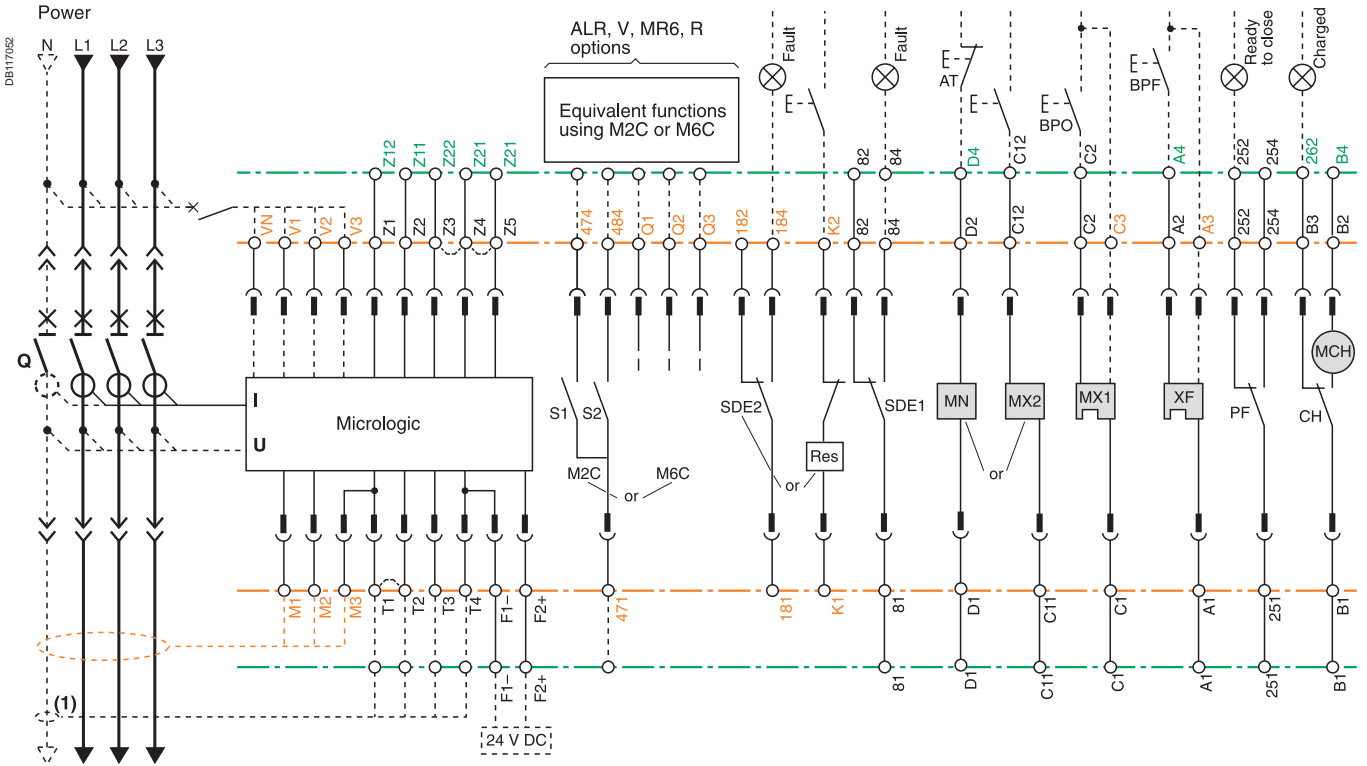 Power
DB117052
N L1 L2 L3
ALR, V, MR6, R
options
Equivalent functions
using M2C or M6C
Fault
Fault
AT
BPO
BPF
Ready
to close
Charged
Z12 Z11 Z22 Z21 Z21
82 84 D4 C12 C2 A4 252 254 262 B4
VN V1 V2 V3 Z1 Z2 Z3 Z4 Z5 474 484 Q1 Q2 Q3 182 184 K2 82 84 D2 C12 C2 C3 A2 A3 252 254 B3 B2
Q
MCH
I
Micrologic
U
S1 S2
SDE2
SDE1
MN
MX2
MX1
XF
PF
CH
Res
M2C
or
M6C
or
or
M1 M2 M3 T1 T2 T3 T4 F1– F2+ 471 181 K1 81 D1 C11 C1 A1 251 B1
(1)
F1– F2+ 81 D1 C11 C1 A1 251 B1
24 V DC